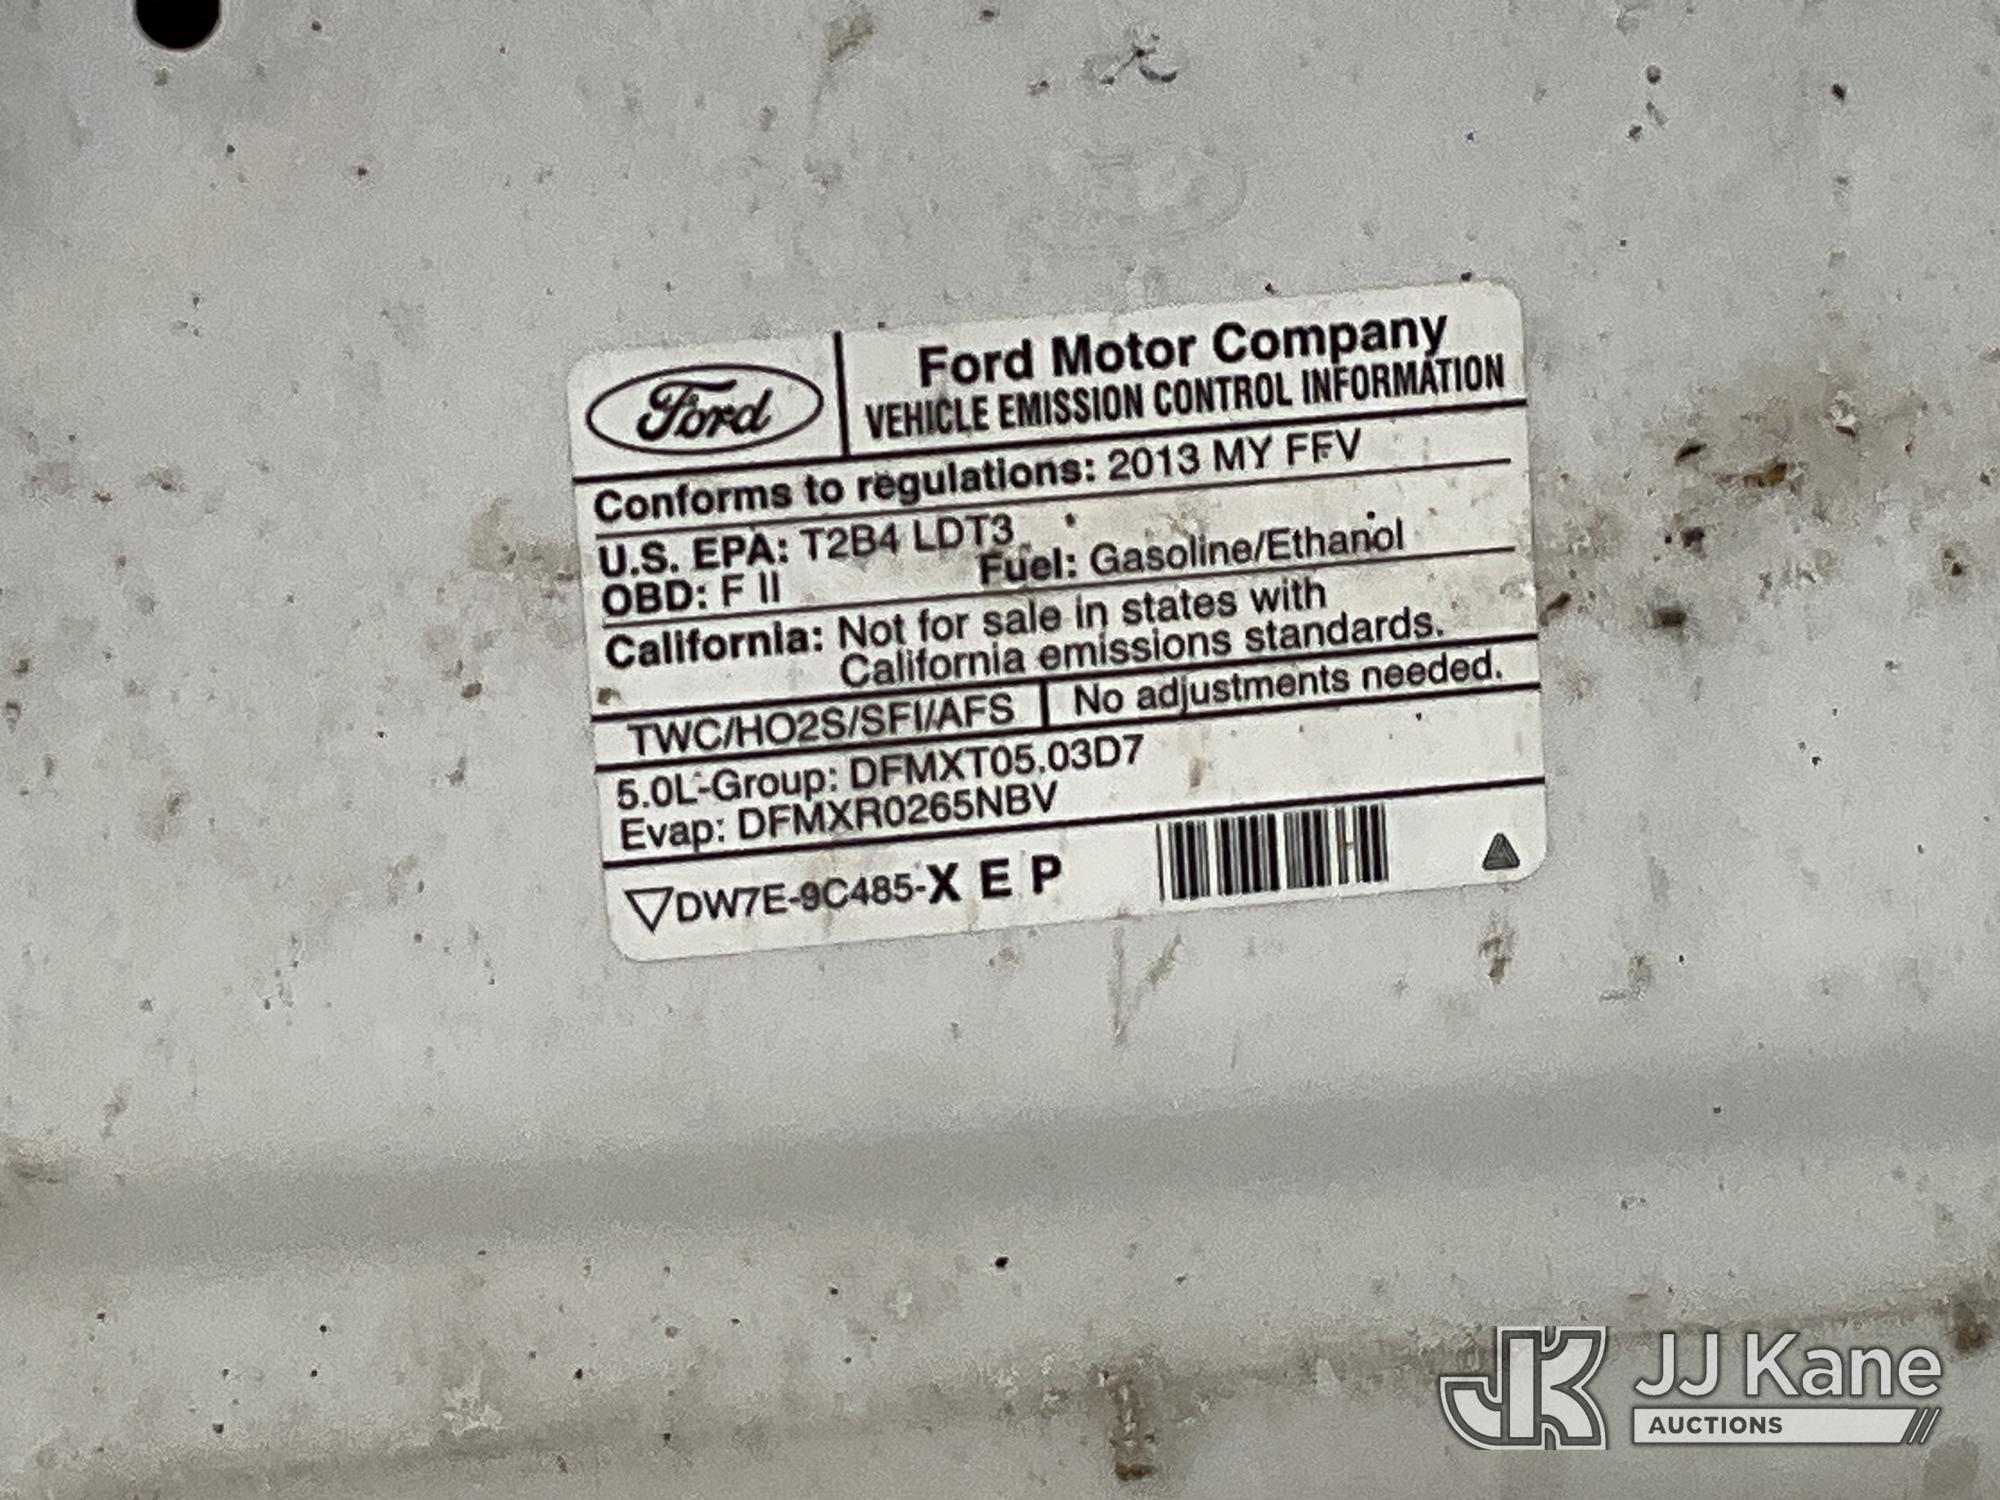 Ford
Ford Motor Company
VEHICLE EMISSION CONTROL INFORMATION
Conforms to regulations: 2013 MY FFV
U.S. EPA: T2B4 LDT3
OBD: F II Fuel: Gasoline/Ethanol
California: Not for sale in states with
California emissions standards.
TWC/HO2S/SFI/AFS No adjustments needed.
5.0L-Group: DFMXT05.03D7
Evap: DFMXR0265NBV
DW7E-9C485-X E P
JK JJ Kane
AUCTIONS